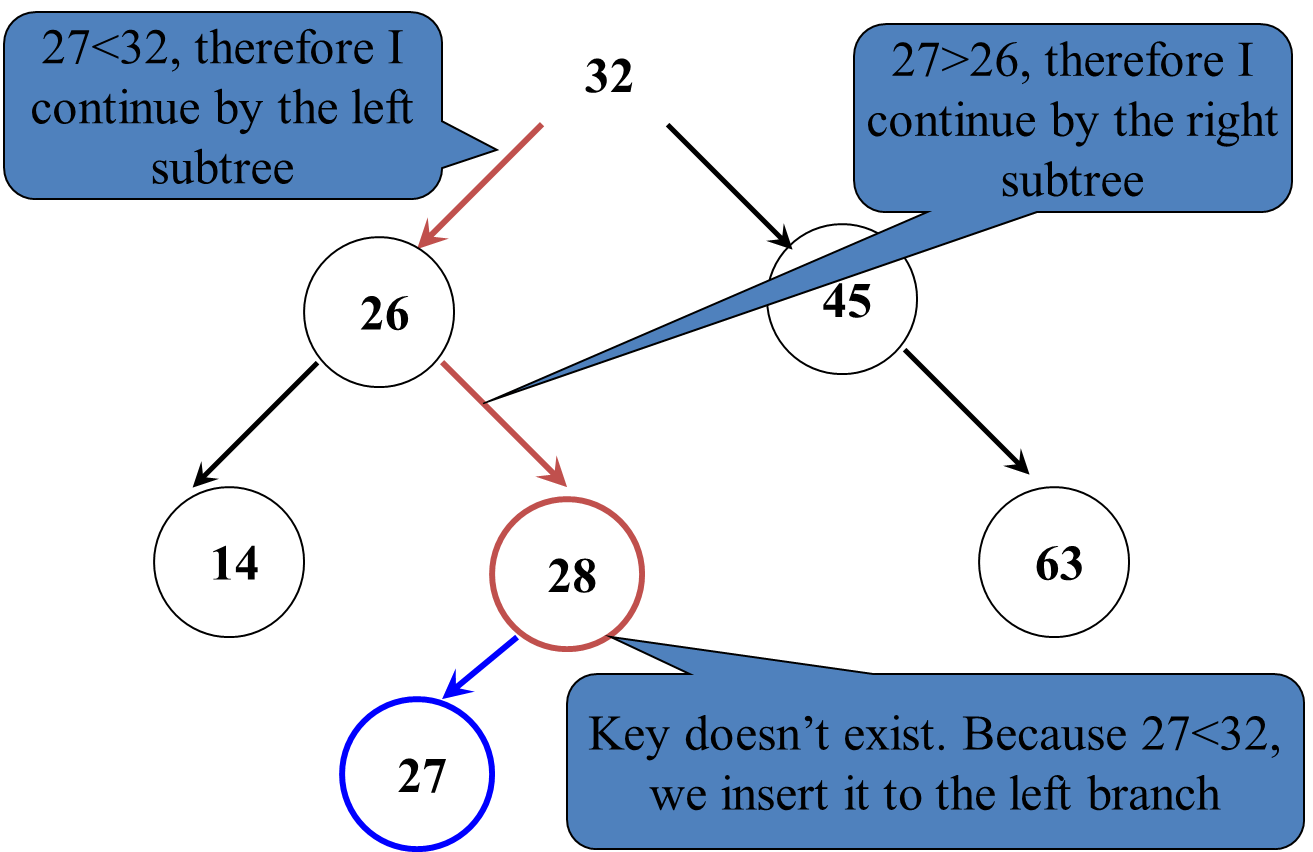 27<32, therefore I
continue by the left
subtree
32
27>26, therefore I
continue by the right
subtree
26
45
14
28
63
Key doesn’t exist. Because 27<32,
we insert it to the left branch
27